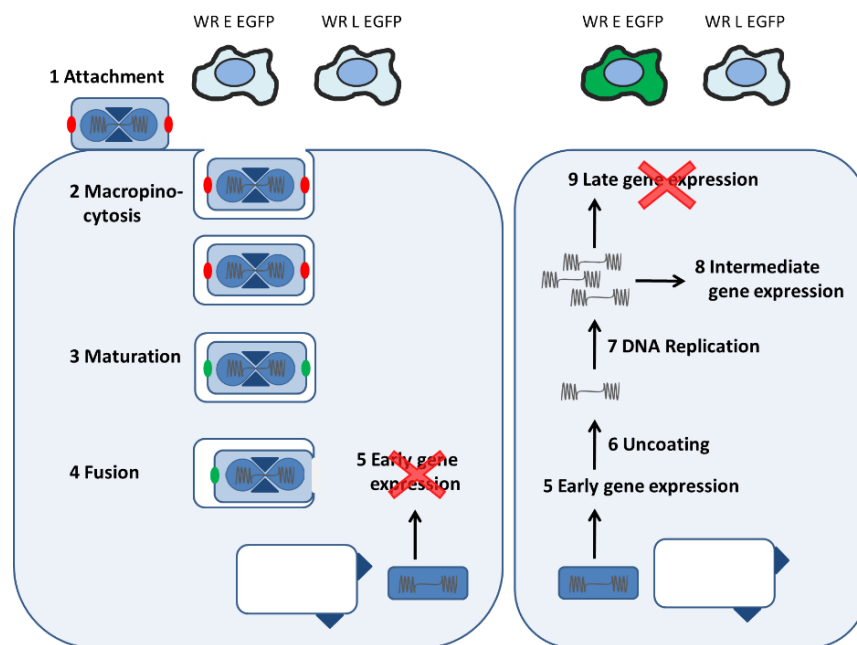 WR E EGFP
WR L EGFP
WR E EGFP
WR L EGFP
1 Attachment
2 Macropino-
cytosis
3 Maturation
4 Fusion
5 Early gene
expression
9 Late gene expression
8 Intermediate
gene expression
7 DNA Replication
6 Uncoating
5 Early gene expression